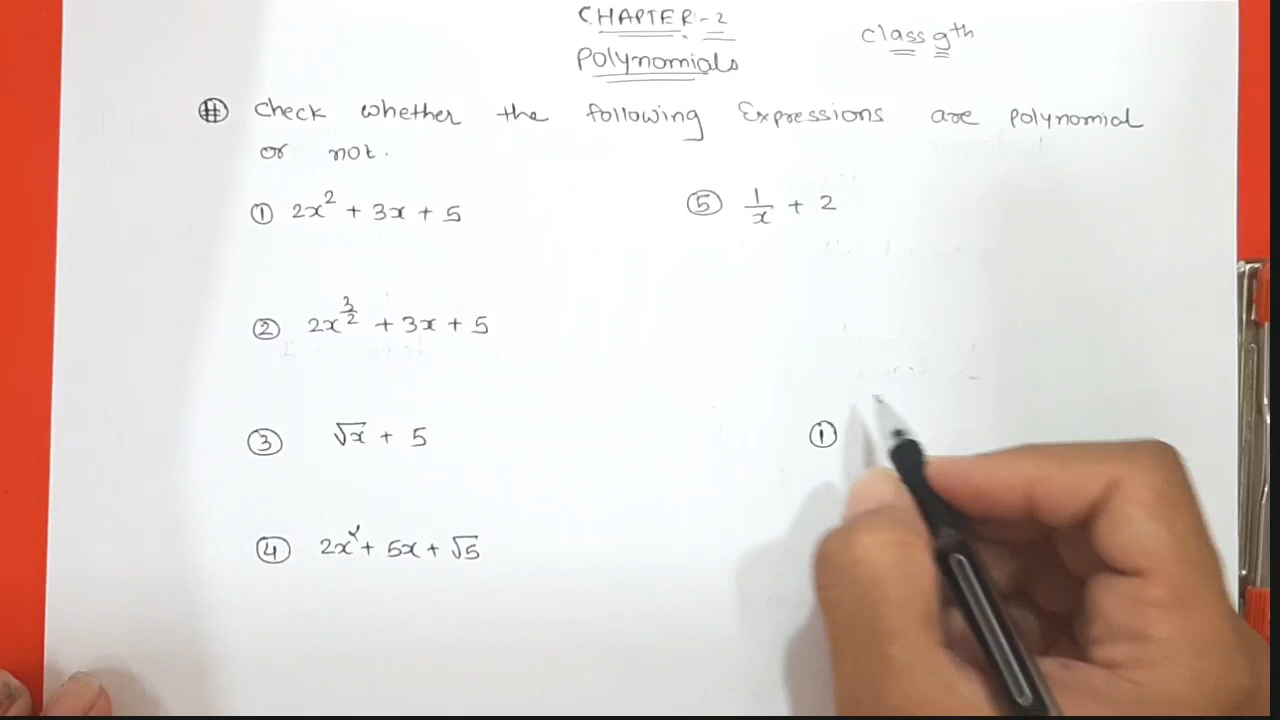 CHAPTER-2
Class 9th
Polynomials
# Check whether the following Expressions are polynomial
or not.
① 2x² + 3x + 5
⑤ 1/x + 2
② 2x^(3/2) + 3x + 5
③ √x + 5
①
④ 2x² + 5x + √5